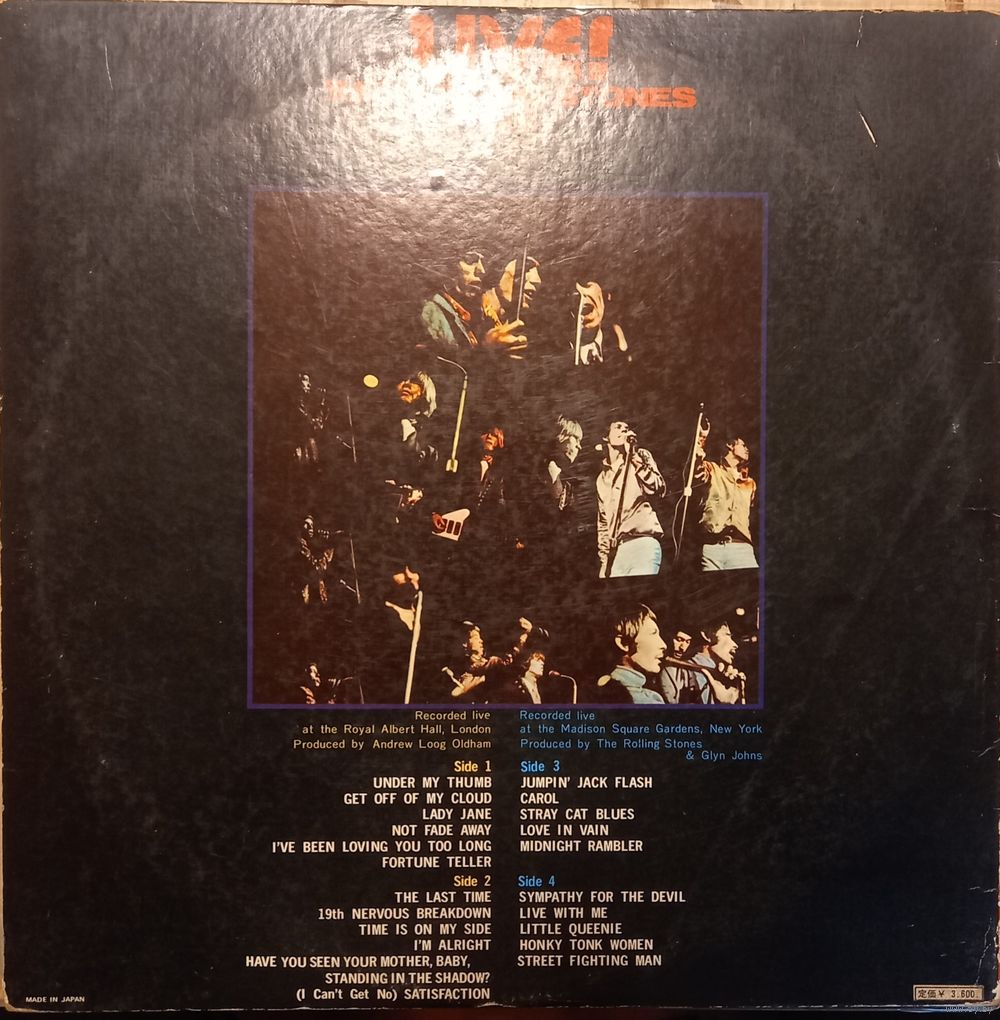 LIVE!
STONES
Recorded live
at the Royal Albert Hall, London
Produced by Andrew Loog Oldham
Side 1
UNDER MY THUMB
GET OFF OF MY CLOUD
LADY JANE
NOT FADE AWAY
I'VE BEEN LOVING YOU TOO LONG
FORTUNE TELLER
Side 2
THE LAST TIME
19th NERVOUS BREAKDOWN
TIME IS ON MY SIDE
I'M ALRIGHT
HAVE YOU SEEN YOUR MOTHER, BABY,
STANDING IN THE SHADOW?
(I Can't Get No) SATISFACTION
Recorded live
at the Madison Square Gardens, New York
Produced by The Rolling Stones
& Glyn Johns
Side 3
JUMPIN' JACK FLASH
CAROL
STRAY CAT BLUES
LOVE IN VAIN
MIDNIGHT RAMBLER
Side 4
SYMPATHY FOR THE DEVIL
LIVE WITH ME
LITTLE QUEENIE
HONKY TONK WOMEN
STREET FIGHTING MAN
MADE IN JAPAN
定価¥ 3,600.